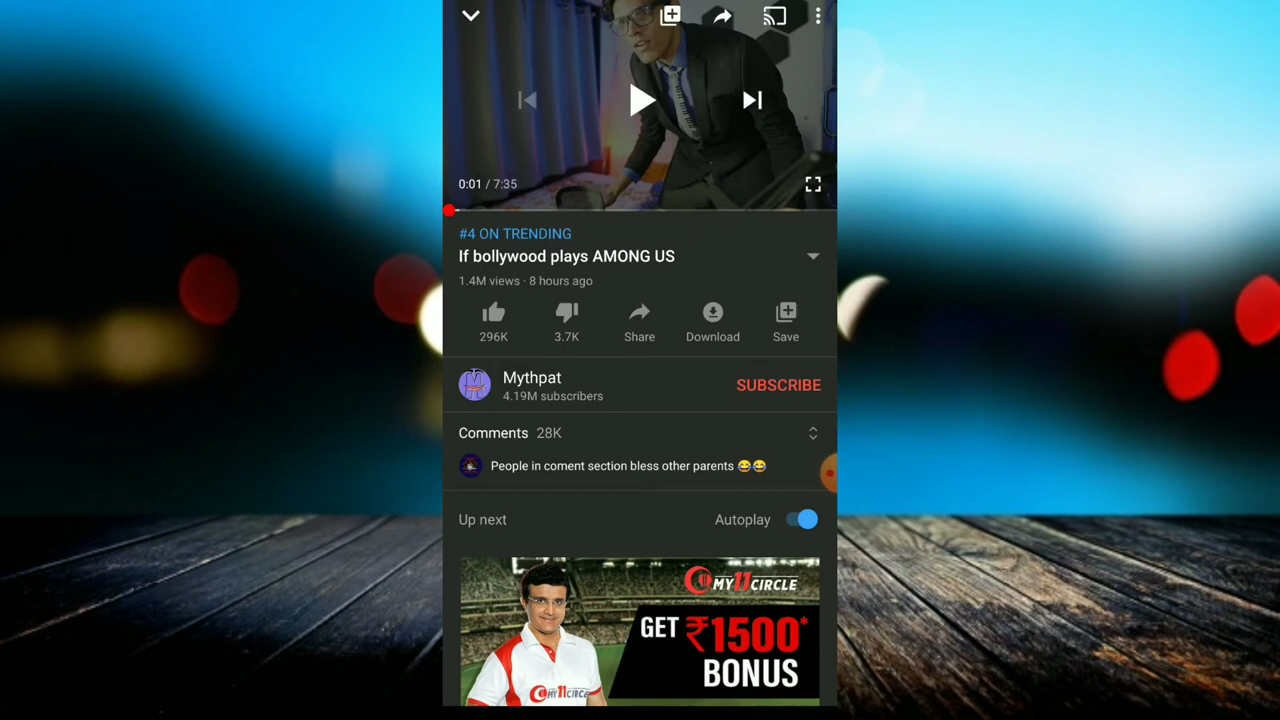 0:01 / 7:35
#4 ON TRENDING
If bollywood plays AMONG US
1.4M views · 8 hours ago
296K
3.7K
Share
Download
Save
Mythpat
4.19M subscribers
SUBSCRIBE
Comments 28K
People in coment section bless other parents 😂😂
Up next
Autoplay
MY11CIRCLE
GET ₹1500*
BONUS
MY11CIRCLE